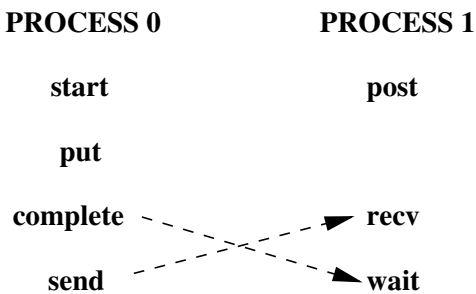 PROCESS 0 PROCESS 1
start post
put
complete recv
send wait